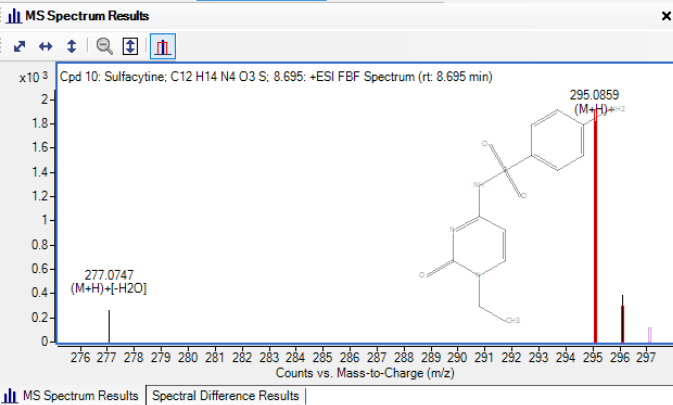 MS Spectrum Results
x10 3
Cpd 10: Sulfacytine; C12 H14 N4 O3 S; 8.695: +ESI FBF Spectrum (rt: 8.695 min)
295.0859
(M+H)+
NH2
O
S
O
NH
N
O
N
CH3
277.0747
(M+H)+[-H2O]
2
1.8
1.6
1.4
1.2
1
0.8
0.6
0.4
0.2
0
276 277 278 279 280 281 282 283 284 285 286 287 288 289 290 291 292 293 294 295 296 297
Counts vs. Mass-to-Charge (m/z)
MS Spectrum Results Spectral Difference Results